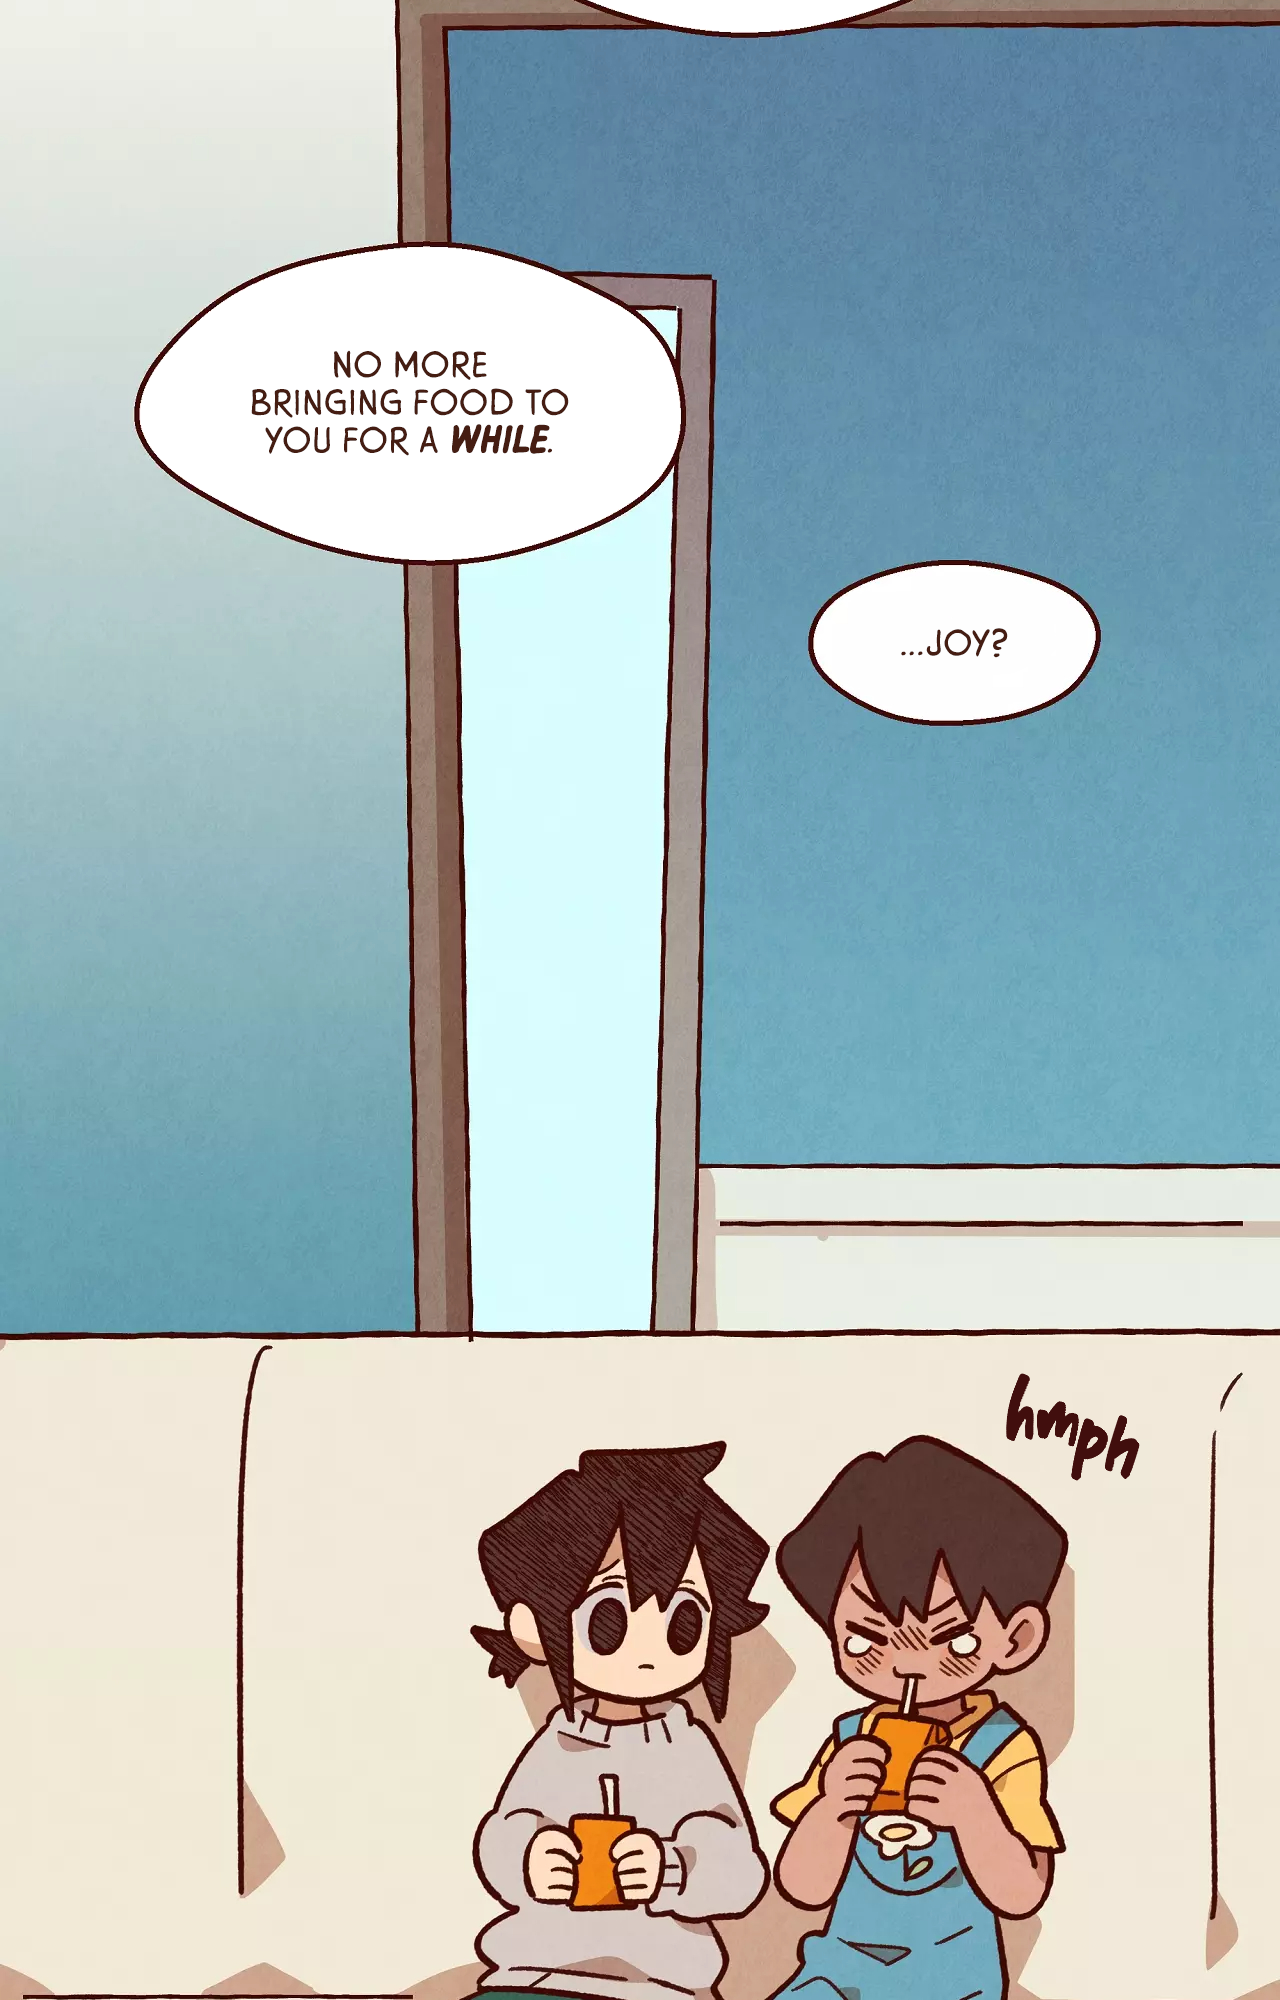 NO MORE
BRINGING FOOD TO
YOU FOR A WHILE.
...JOY?
hmph